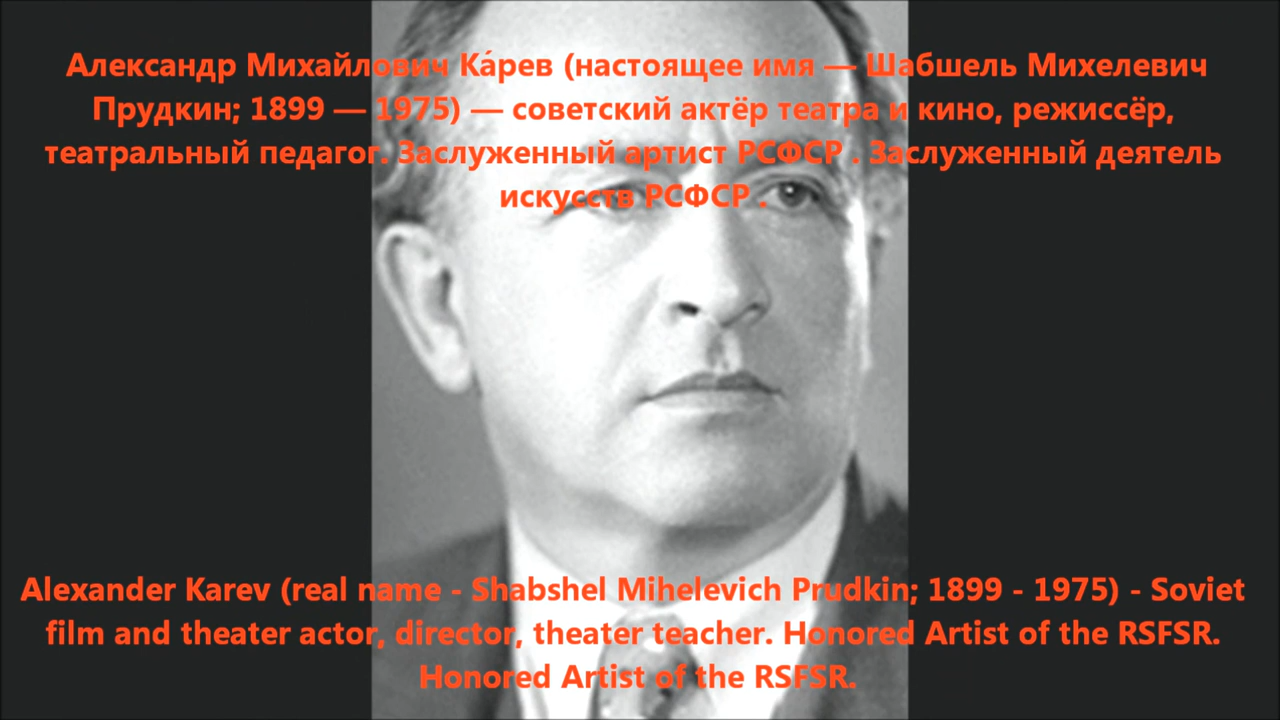 Александр Михайлович Ка́рев (настоящее имя — Шабшель Михелевич
Прудкин; 1899 — 1975) — советский актёр театра и кино, режиссёр,
театральный педагог. Заслуженный артист РСФСР . Заслуженный деятель
искусств РСФСР .
Alexander Karev (real name - Shabshel Mihelevich Prudkin; 1899 - 1975) - Soviet
film and theater actor, director, theater teacher. Honored Artist of the RSFSR.
Honored Artist of the RSFSR.